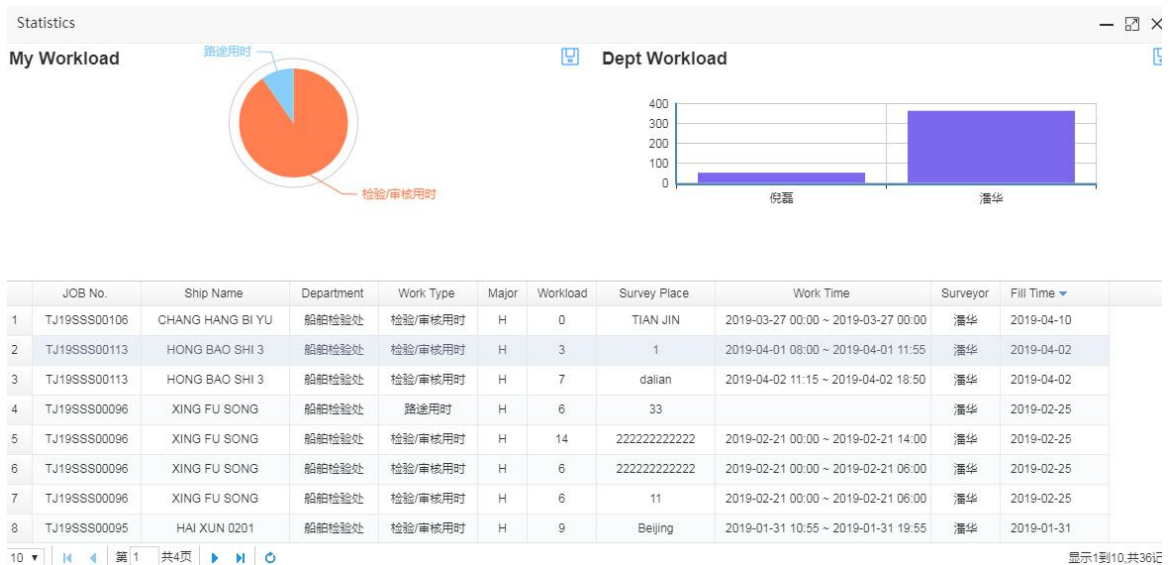 Statistics
My Workload
路途用时
检验/审核用时
Dept Workload
400
300
200
100
0
倪磊 潘华
JOB No. Ship Name Department Work Type Major Workload Survey Place Work Time Surveyor Fill Time
1 TJ19SSS00106 CHANG HANG BI YU 船舶检验处 检验/审核用时 H 0 TIAN JIN 2019-03-27 00:00 ~ 2019-03-27 00:00 潘华 2019-04-10
2 TJ19SSS00113 HONG BAO SHI 3 船舶检验处 检验/审核用时 H 3 1 2019-04-01 08:00 ~ 2019-04-01 11:55 潘华 2019-04-02
3 TJ19SSS00113 HONG BAO SHI 3 船舶检验处 检验/审核用时 H 7 dalian 2019-04-02 11:15 ~ 2019-04-02 18:50 潘华 2019-04-02
4 TJ19SSS00096 XING FU SONG 船舶检验处 路途用时 H 6 33 潘华 2019-02-25
5 TJ19SSS00096 XING FU SONG 船舶检验处 检验/审核用时 H 14 222222222222 2019-02-21 00:00 ~ 2019-02-21 14:00 潘华 2019-02-25
6 TJ19SSS00096 XING FU SONG 船舶检验处 检验/审核用时 H 6 222222222222 2019-02-21 00:00 ~ 2019-02-21 06:00 潘华 2019-02-25
7 TJ19SSS00096 XING FU SONG 船舶检验处 检验/审核用时 H 6 11 2019-02-21 00:00 ~ 2019-02-21 06:00 潘华 2019-02-25
8 TJ19SSS00095 HAI XUN 0201 船舶检验处 检验/审核用时 H 9 Beijing 2019-01-31 10:55 ~ 2019-01-31 19:55 潘华 2019-01-31
10 第 1 共4页 显示1到10,共36记